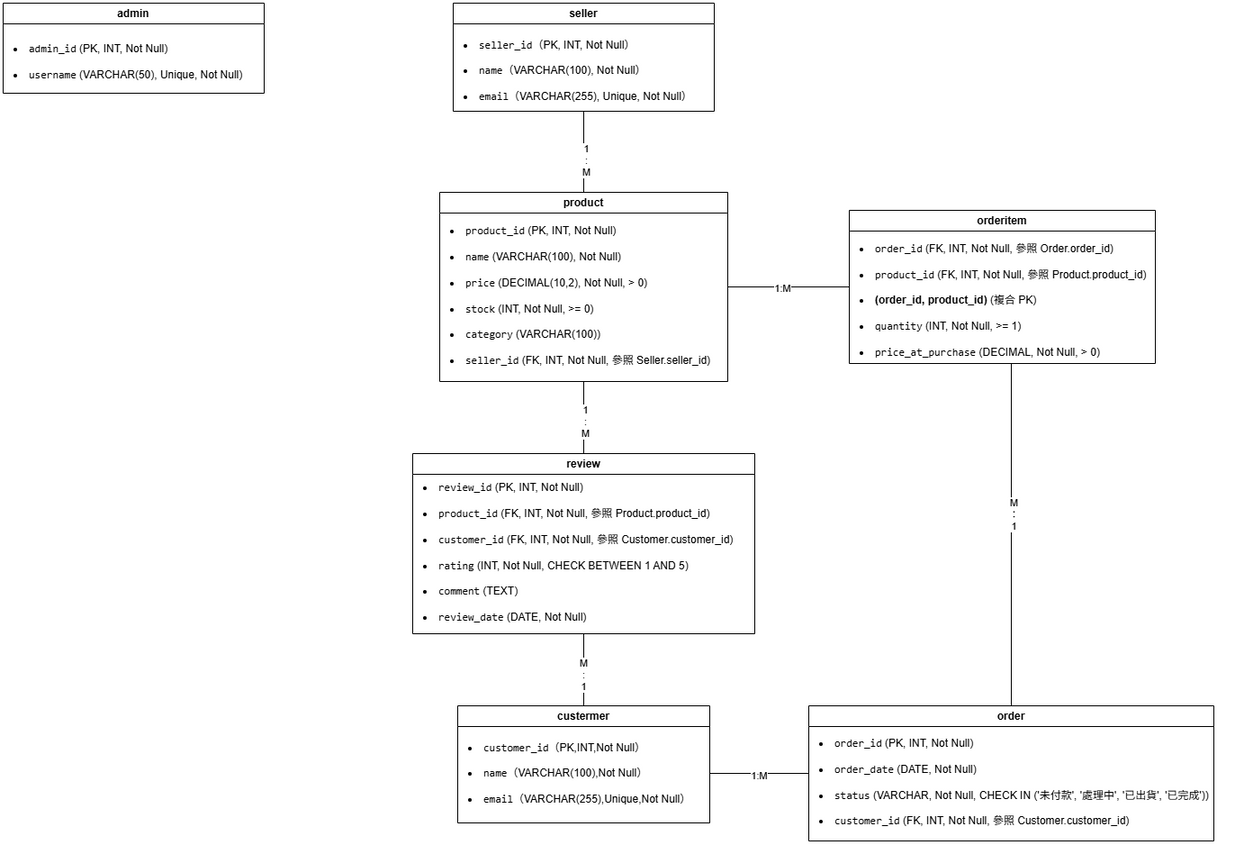 admin
admin_id (PK, INT, Not Null)
username (VARCHAR(50), Unique, Not Null)
seller
seller_id（PK, INT, Not Null）
name（VARCHAR(100), Not Null）
email（VARCHAR(255), Unique, Not Null）
1
:
M
product
product_id (PK, INT, Not Null)
name (VARCHAR(100), Not Null)
price (DECIMAL(10,2), Not Null, > 0)
stock (INT, Not Null, >= 0)
category (VARCHAR(100))
seller_id (FK, INT, Not Null, 參照 Seller.seller_id)
1:M
orderitem
order_id (FK, INT, Not Null, 參照 Order.order_id)
product_id (FK, INT, Not Null, 參照 Product.product_id)
(order_id, product_id) (複合 PK)
quantity (INT, Not Null, >= 1)
price_at_purchase (DECIMAL, Not Null, > 0)
1
:
M
review
review_id (PK, INT, Not Null)
product_id (FK, INT, Not Null, 參照 Product.product_id)
customer_id (FK, INT, Not Null, 參照 Customer.customer_id)
rating (INT, Not Null, CHECK BETWEEN 1 AND 5)
comment (TEXT)
review_date (DATE, Not Null)
M
:
1
M
:
1
custermer
customer_id（PK,INT,Not Null）
name（VARCHAR(100),Not Null）
email（VARCHAR(255),Unique,Not Null）
1:M
order
order_id (PK, INT, Not Null)
order_date (DATE, Not Null)
status (VARCHAR, Not Null, CHECK IN ('未付款', '處理中', '已出貨', '已完成'))
customer_id (FK, INT, Not Null, 參照 Customer.customer_id)